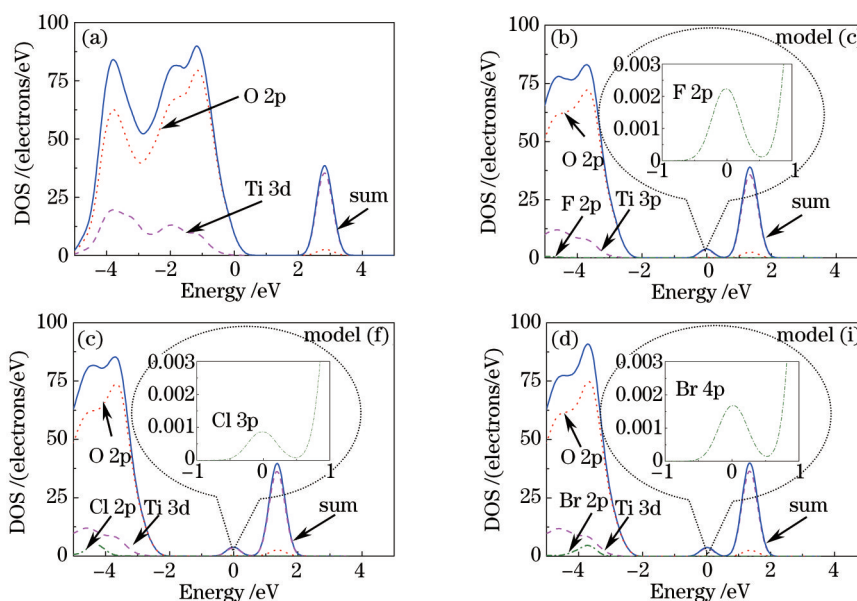 (a)
DOS /(electrons/eV)
100
75
50
25
0
O 2p
Ti 3d
sum
−4 −2 0 2 4
Energy /eV
(b)
model (c
DOS /(electrons/eV)
100
75
50
25
0
0.003
0.002
0.001
0
−1 0 1
F 2p
O 2p
F 2p
Ti 3p
sum
−4 −2 0 2 4
Energy /eV
(c)
model (f)
DOS /(electrons/eV)
100
75
50
25
0
0.003
0.002
0.001
0
−1 0 1
Cl 3p
O 2p
Cl 2p
Ti 3d
sum
−4 −2 0 2 4
Energy /eV
(d)
model (i)
DOS /(electrons/eV)
100
75
50
25
0
0.003
0.002
0.001
0
−1 0 1
Br 4p
O 2p
Br 2p
Ti 3d
sum
−4 −2 0 2 4
Energy /eV